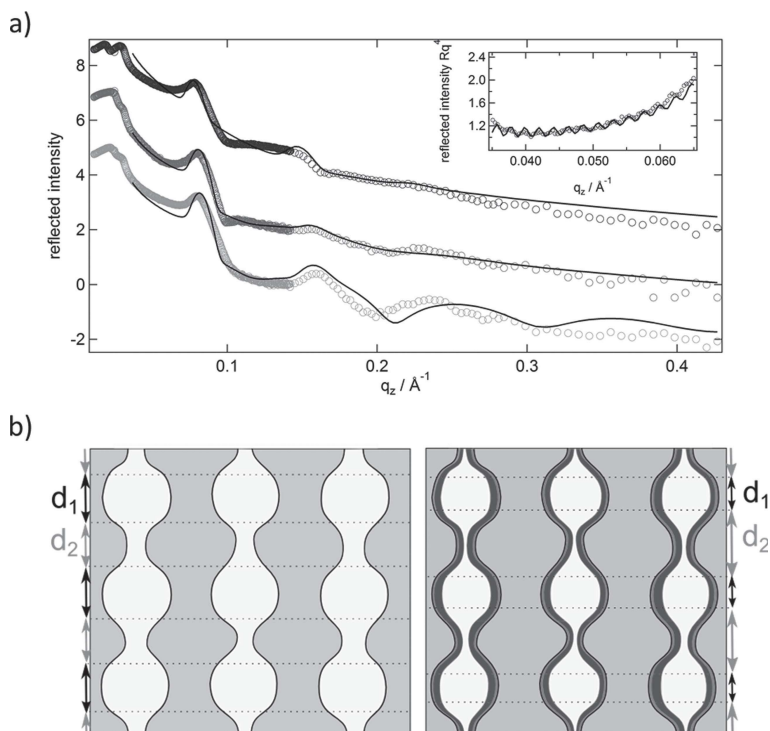 a)
reflected intensity
8
6
4
2
0
-2
0.1
0.2
0.3
0.4
q_z / Å⁻¹
reflected intensity Rq⁴
2.4
2.0
1.6
1.2
0.040
0.050
0.060
q_z / Å⁻¹
b)
d₁
d₂
d₁
d₂